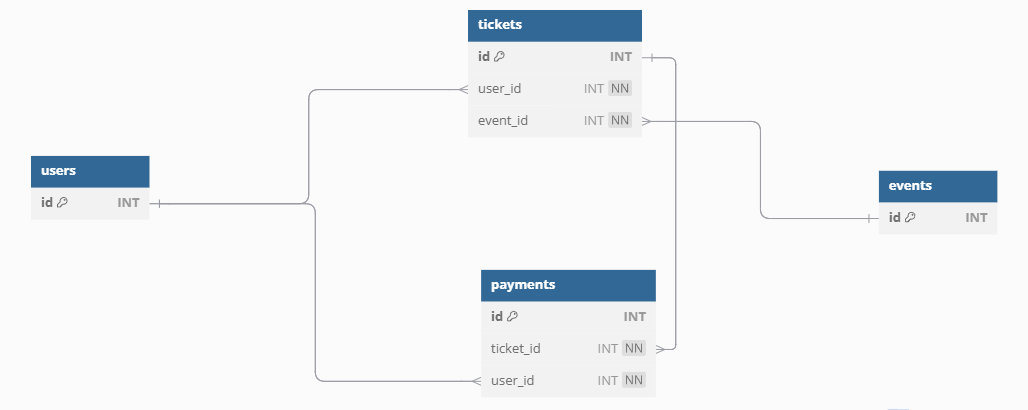 tickets
id INT
user_id INT NN
event_id INT NN
users
id INT
events
id INT
payments
id INT
ticket_id INT NN
user_id INT NN